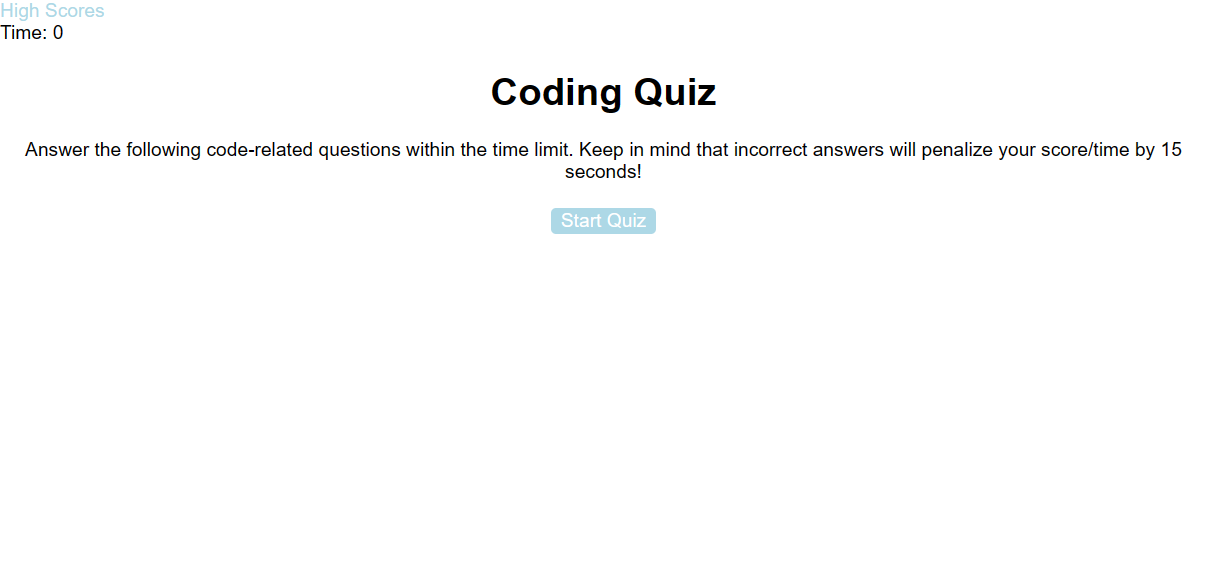 High Scores
Time: 0
Coding Quiz
Answer the following code-related questions within the time limit. Keep in mind that incorrect answers will penalize your score/time by 15
seconds!
Start Quiz